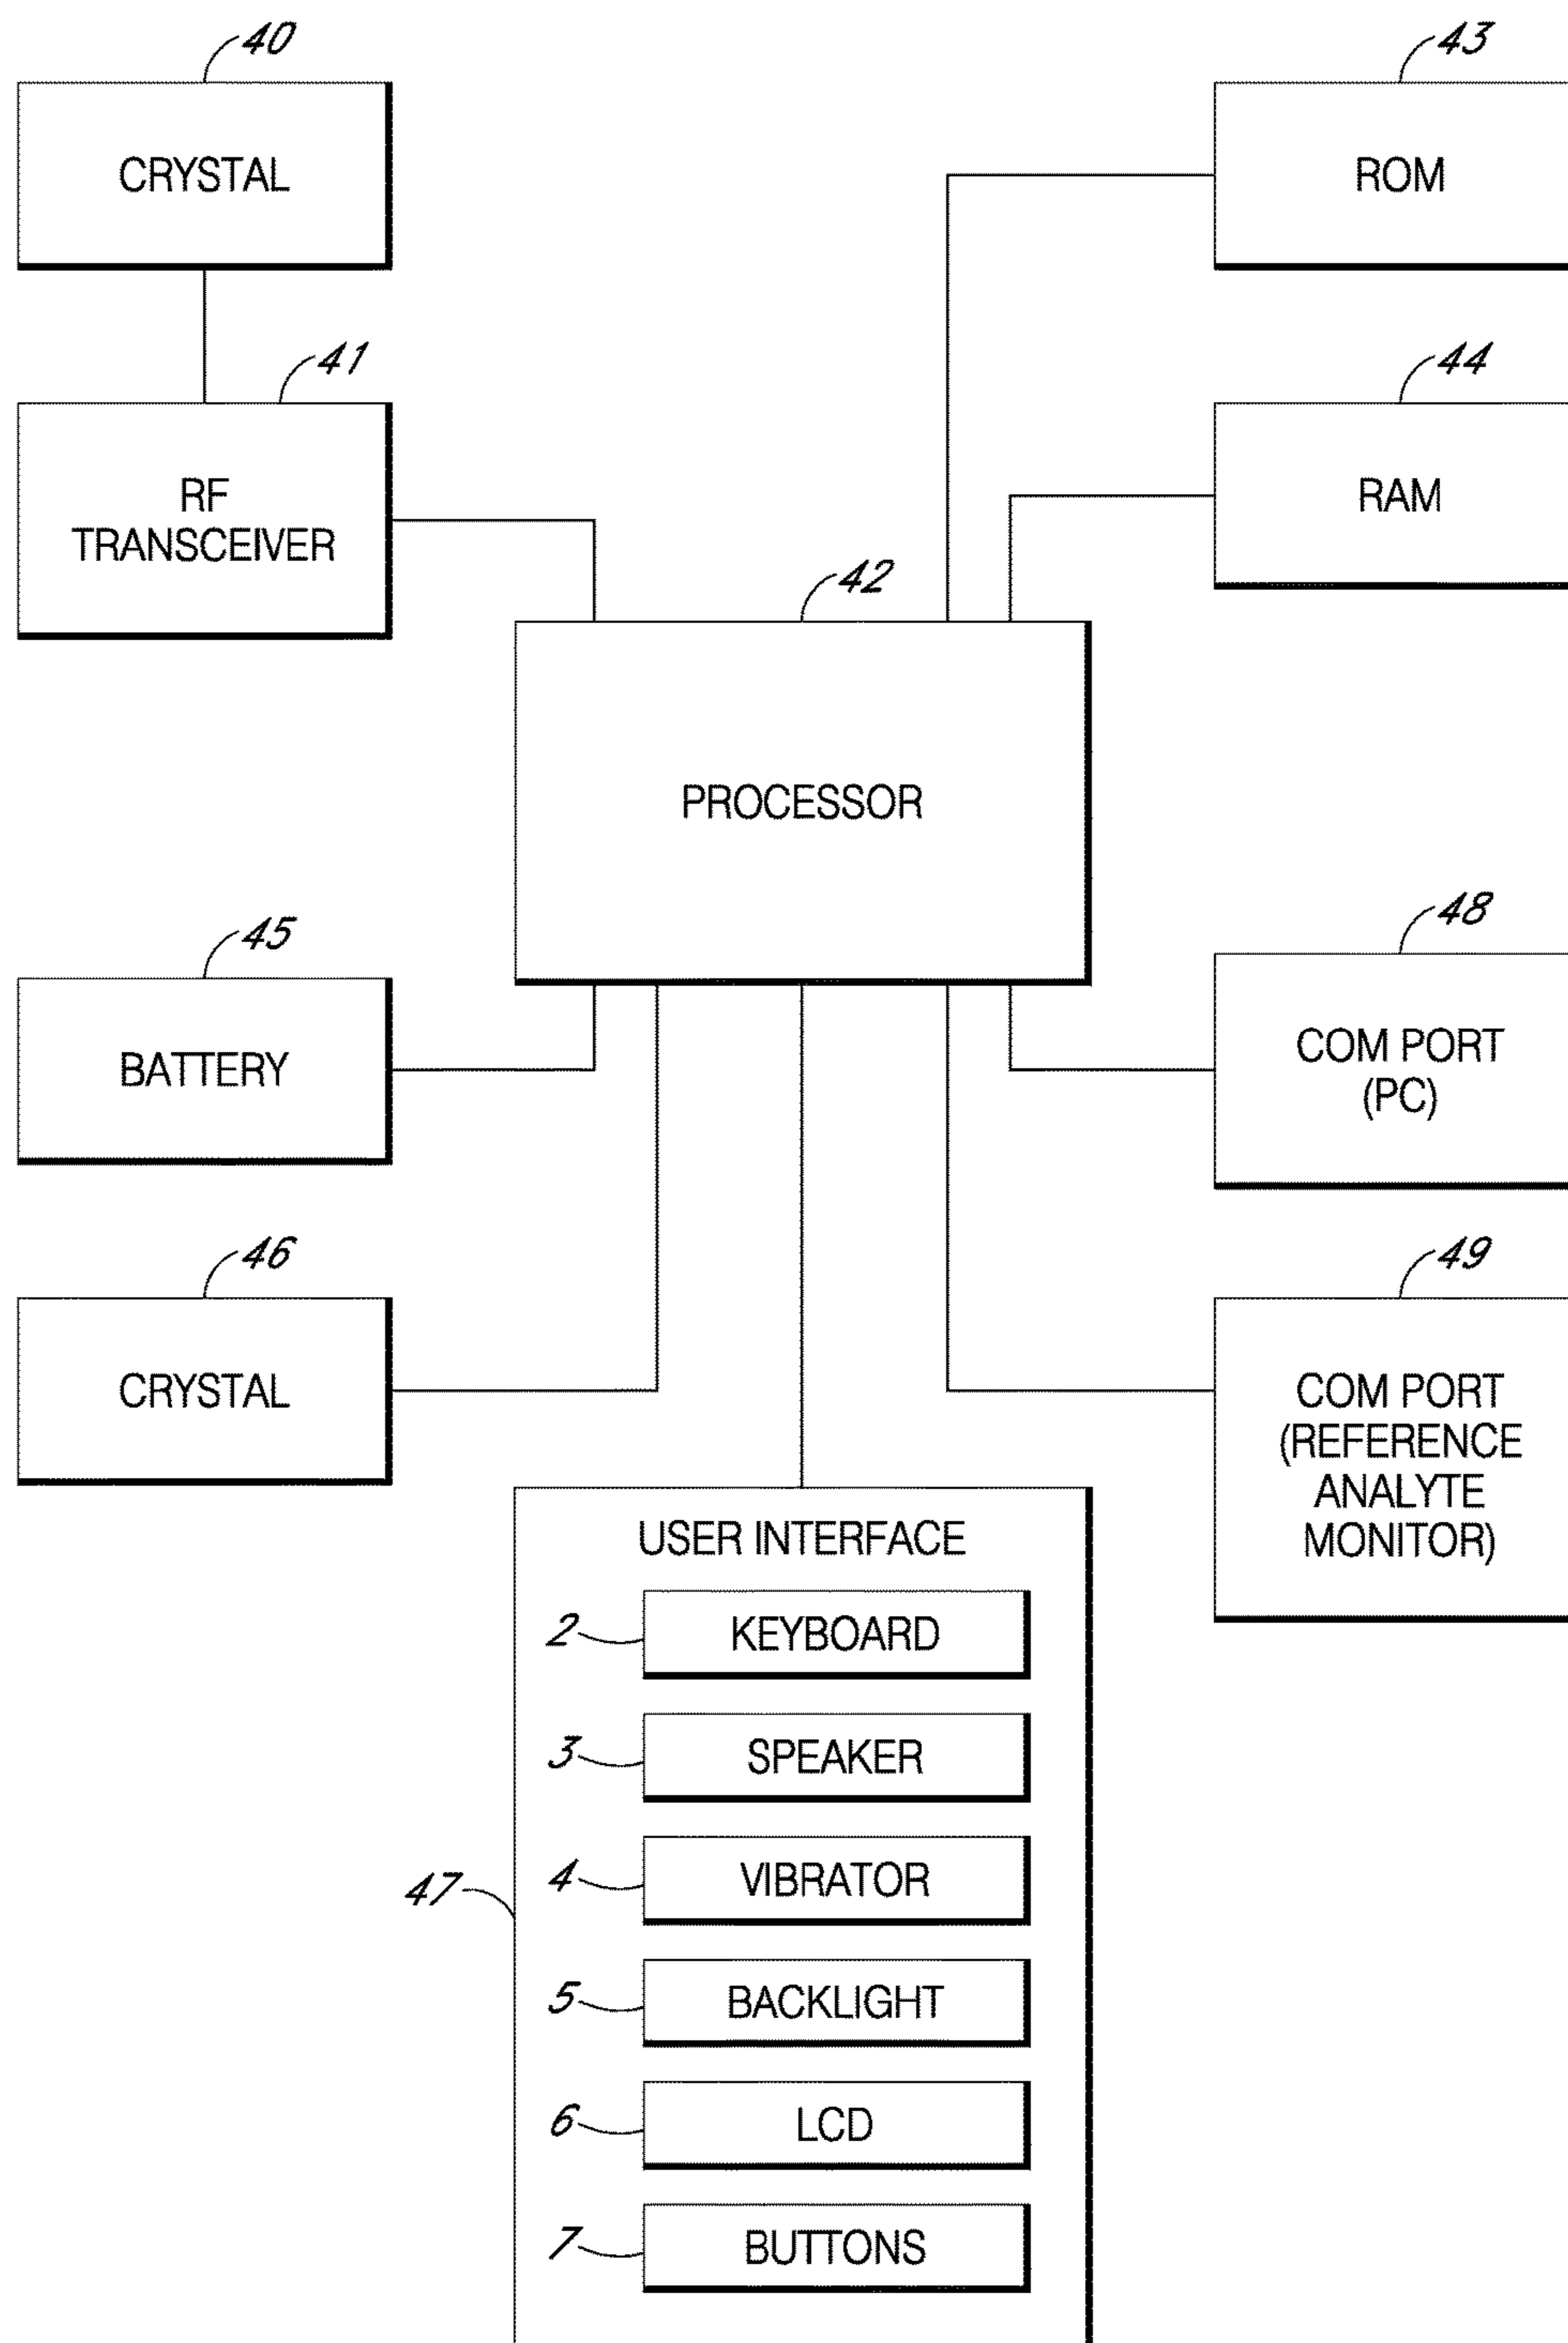 40
CRYSTAL
43
ROM
41
RF
TRANSCEIVER
44
RAM
42
PROCESSOR
45
BATTERY
48
COM PORT
(PC)
46
CRYSTAL
49
COM PORT
(REFERENCE
ANALYTE
MONITOR)
47
USER INTERFACE
2 KEYBOARD
3 SPEAKER
4 VIBRATOR
5 BACKLIGHT
6 LCD
7 BUTTONS